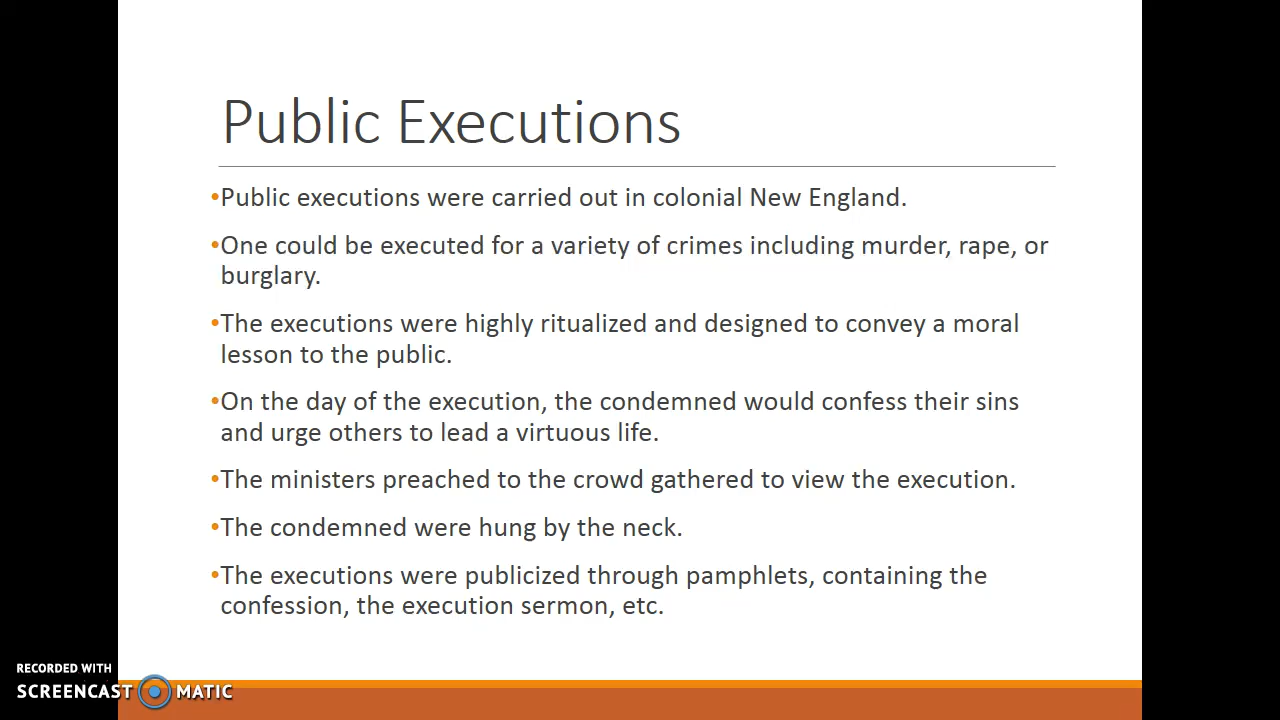 Public Executions
•Public executions were carried out in colonial New England.
•One could be executed for a variety of crimes including murder, rape, or
burglary.
•The executions were highly ritualized and designed to convey a moral
lesson to the public.
•On the day of the execution, the condemned would confess their sins
and urge others to lead a virtuous life.
•The ministers preached to the crowd gathered to view the execution.
•The condemned were hung by the neck.
•The executions were publicized through pamphlets, containing the
confession, the execution sermon, etc.
RECORDED WITH
SCREENCAST MATIC